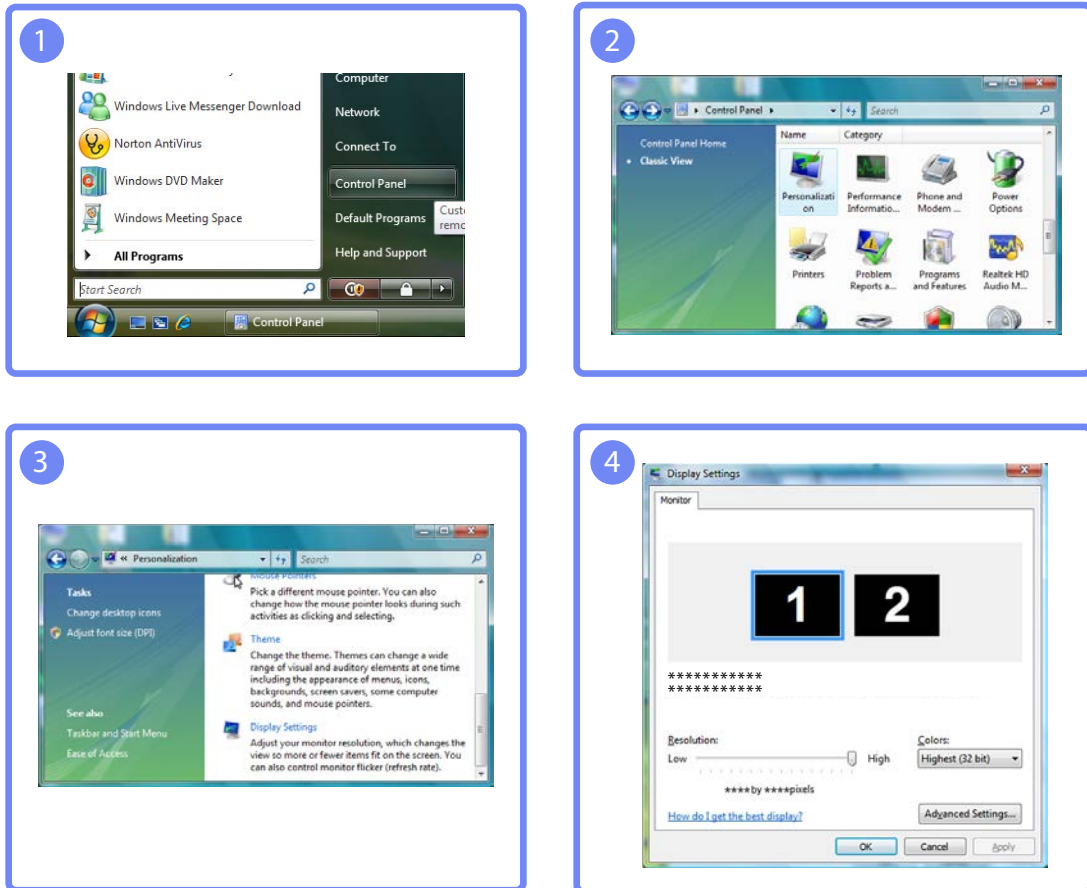 1
Computer
Windows Live Messenger Download
Network
Norton AntiVirus
Connect To
Windows DVD Maker
Control Panel
Windows Meeting Space
Default Programs
All Programs
Help and Support
Start Search
Control Panel
2
Control Panel
Search
Control Panel Home
Classic View
Name Category
Personalizati
on
Performance
Informatio...
Phone and
Modem ...
Power
Options
Printers
Problem
Reports a...
Programs
and Features
Realtek HD
Audio M...
3
« Personalization
Search
Tasks
Change desktop icons
Adjust font size (DPI)
See also
Taskbar and Start Menu
Ease of Access
Mouse Pointers
Pick a different mouse pointer. You can also
change how the mouse pointer looks during such
activities as clicking and selecting.
Theme
Change the theme. Themes can change a wide
range of visual and auditory elements at one time
including the appearance of menus, icons,
backgrounds, screen savers, some computer
sounds, and mouse pointers.
Display Settings
Adjust your monitor resolution, which changes the
view so more or fewer items fit on the screen. You
can also control monitor flicker (refresh rate).
4
Display Settings
Monitor
1 2
***********
***********
Resolution:
Low High
****by ****pixels
Colors:
Highest (32 bit)
How do I get the best display?
Advanced Settings...
OK Cancel Apply